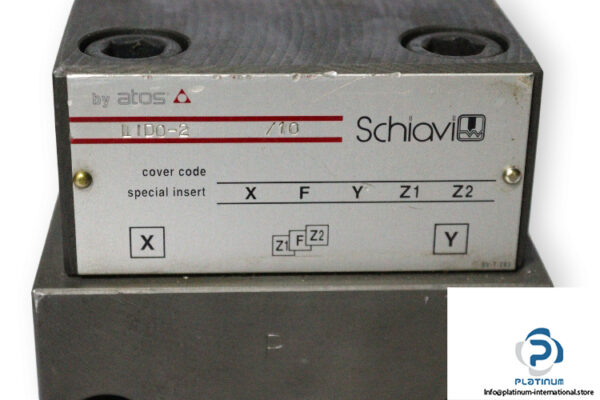 by atos
LIDO-2 /10 Schiavi
cover code
special insert X F Y Z1 Z2
X Z1 F Z2 Y
P
PLATINUM
Info@platinum-international.store